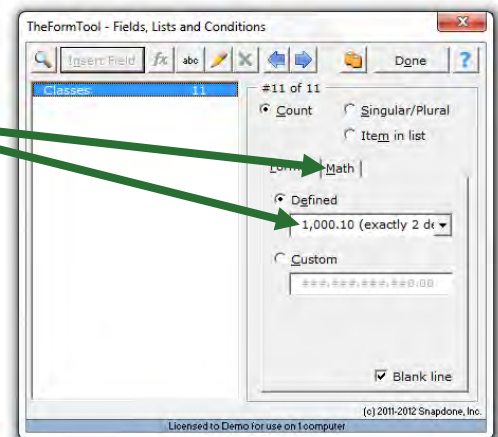 TheFormTool - Fields, Lists and Conditions
Insert Field fx abc Done ?
Classes 11
#11 of 11
Count Singular/Plural
Item in list
Math
Defined
1,000.10 (exactly 2 de
Custom
###,###,###,##0.00
Blank line
(c) 2011-2012 Snapdone, Inc.
Licensed to Demo for use on 1 computer